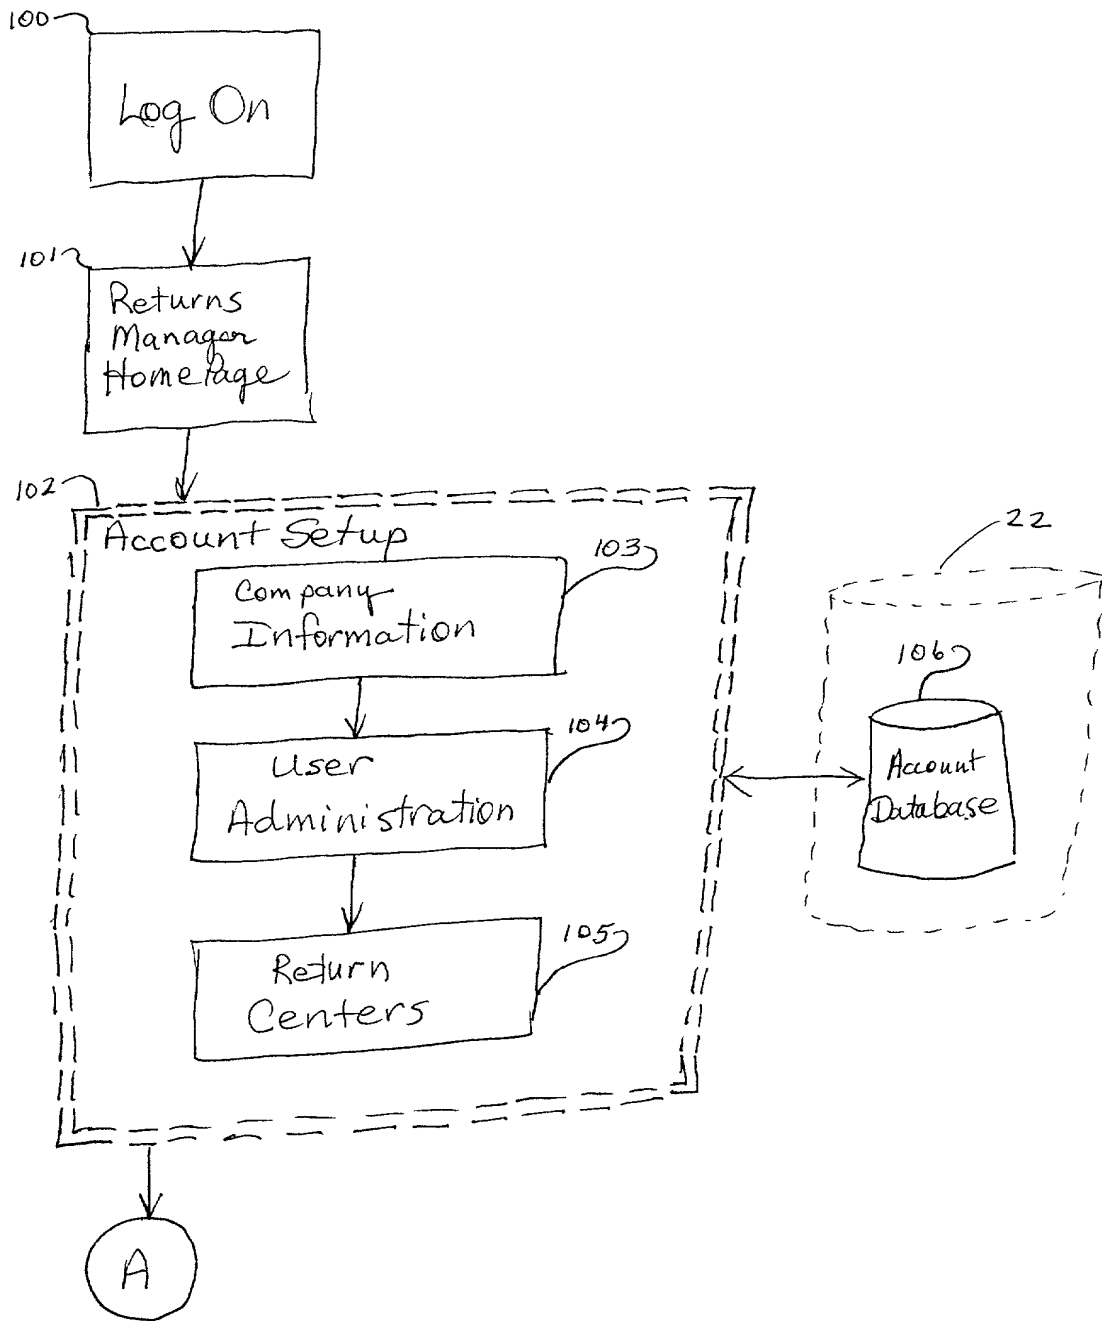 100
Log On
101
Returns
Manager
HomePage
102
Account Setup
103
Company
Information
104
User
Administration
105
Return
Centers
22
106
Account
Database
A